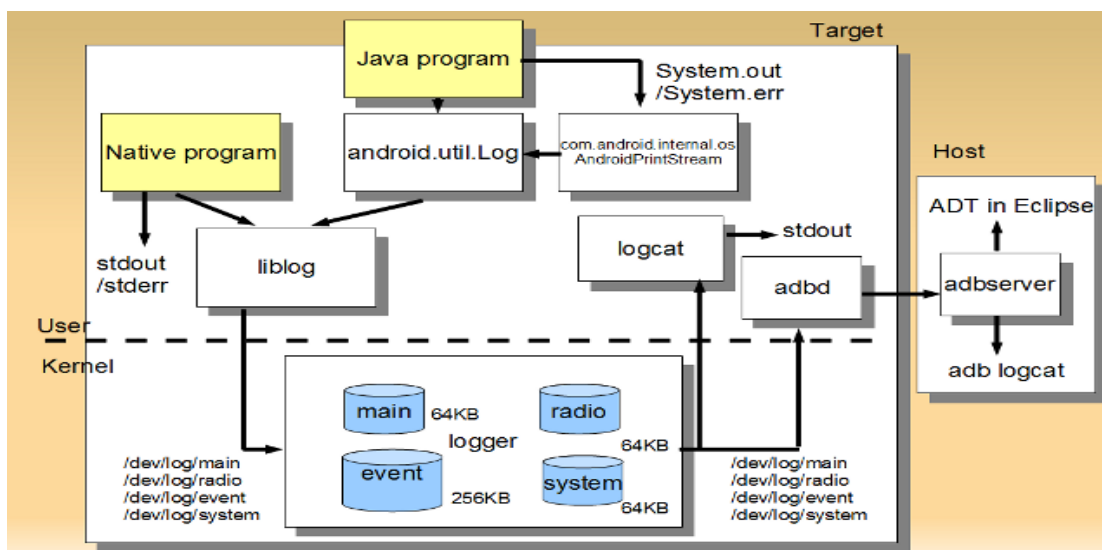 Target
Java program
System.out
/System.err
Native program
android.util.Log
com.android.internal.os
AndroidPrintStream
Host
ADT in Eclipse
stdout
/stderr
liblog
logcat
stdout
adbd
adbserver
User
Kernel
adb logcat
main
64KB
radio
64KB
logger
event
256KB
system
64KB
/dev/log/main
/dev/log/radio
/dev/log/event
/dev/log/system
/dev/log/main
/dev/log/radio
/dev/log/event
/dev/log/system